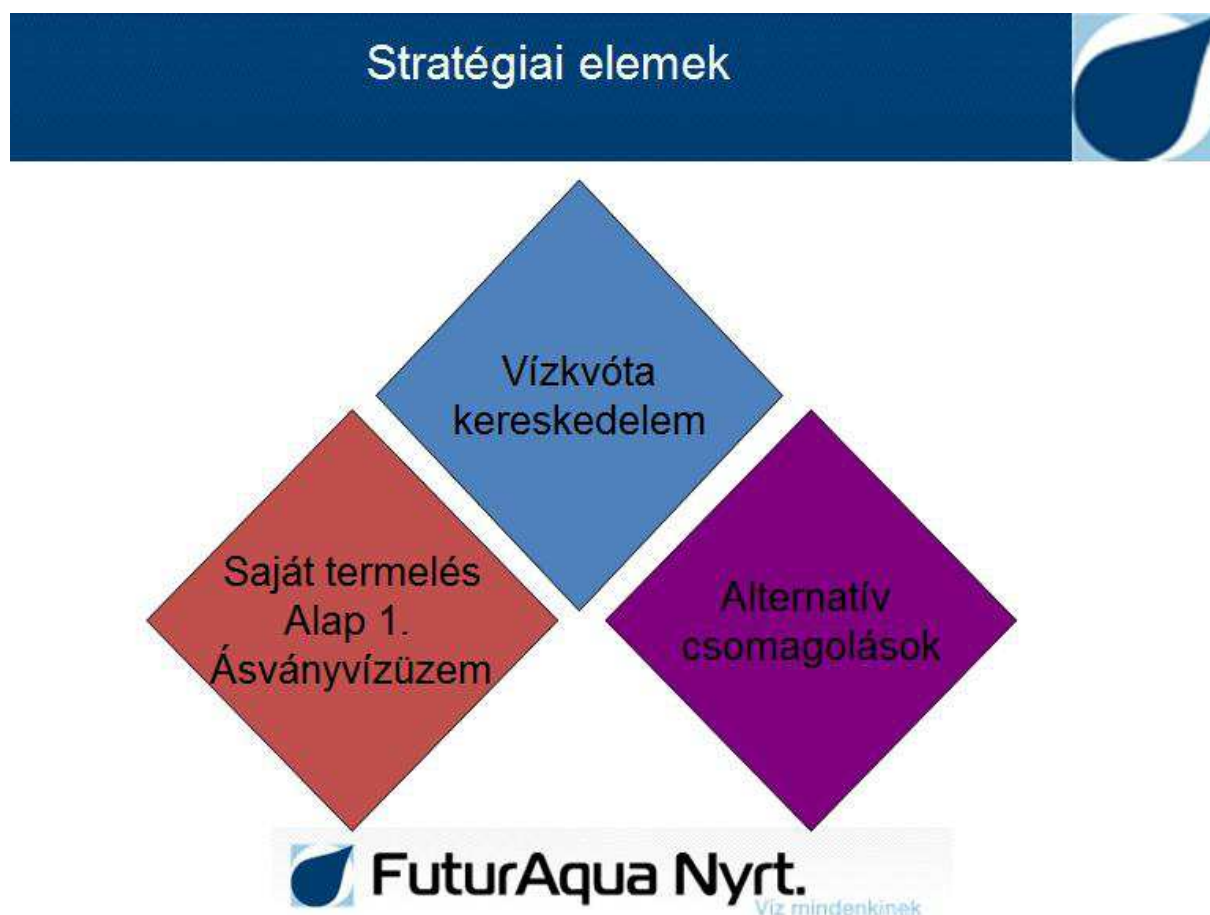 Stratégiai elemek
Vízkvóta
kereskedelem
Saját termelés
Alap 1.
Ásványvízüzem
Alternatív
csomagolások
FuturAqua Nyrt.
Víz mindenkinek